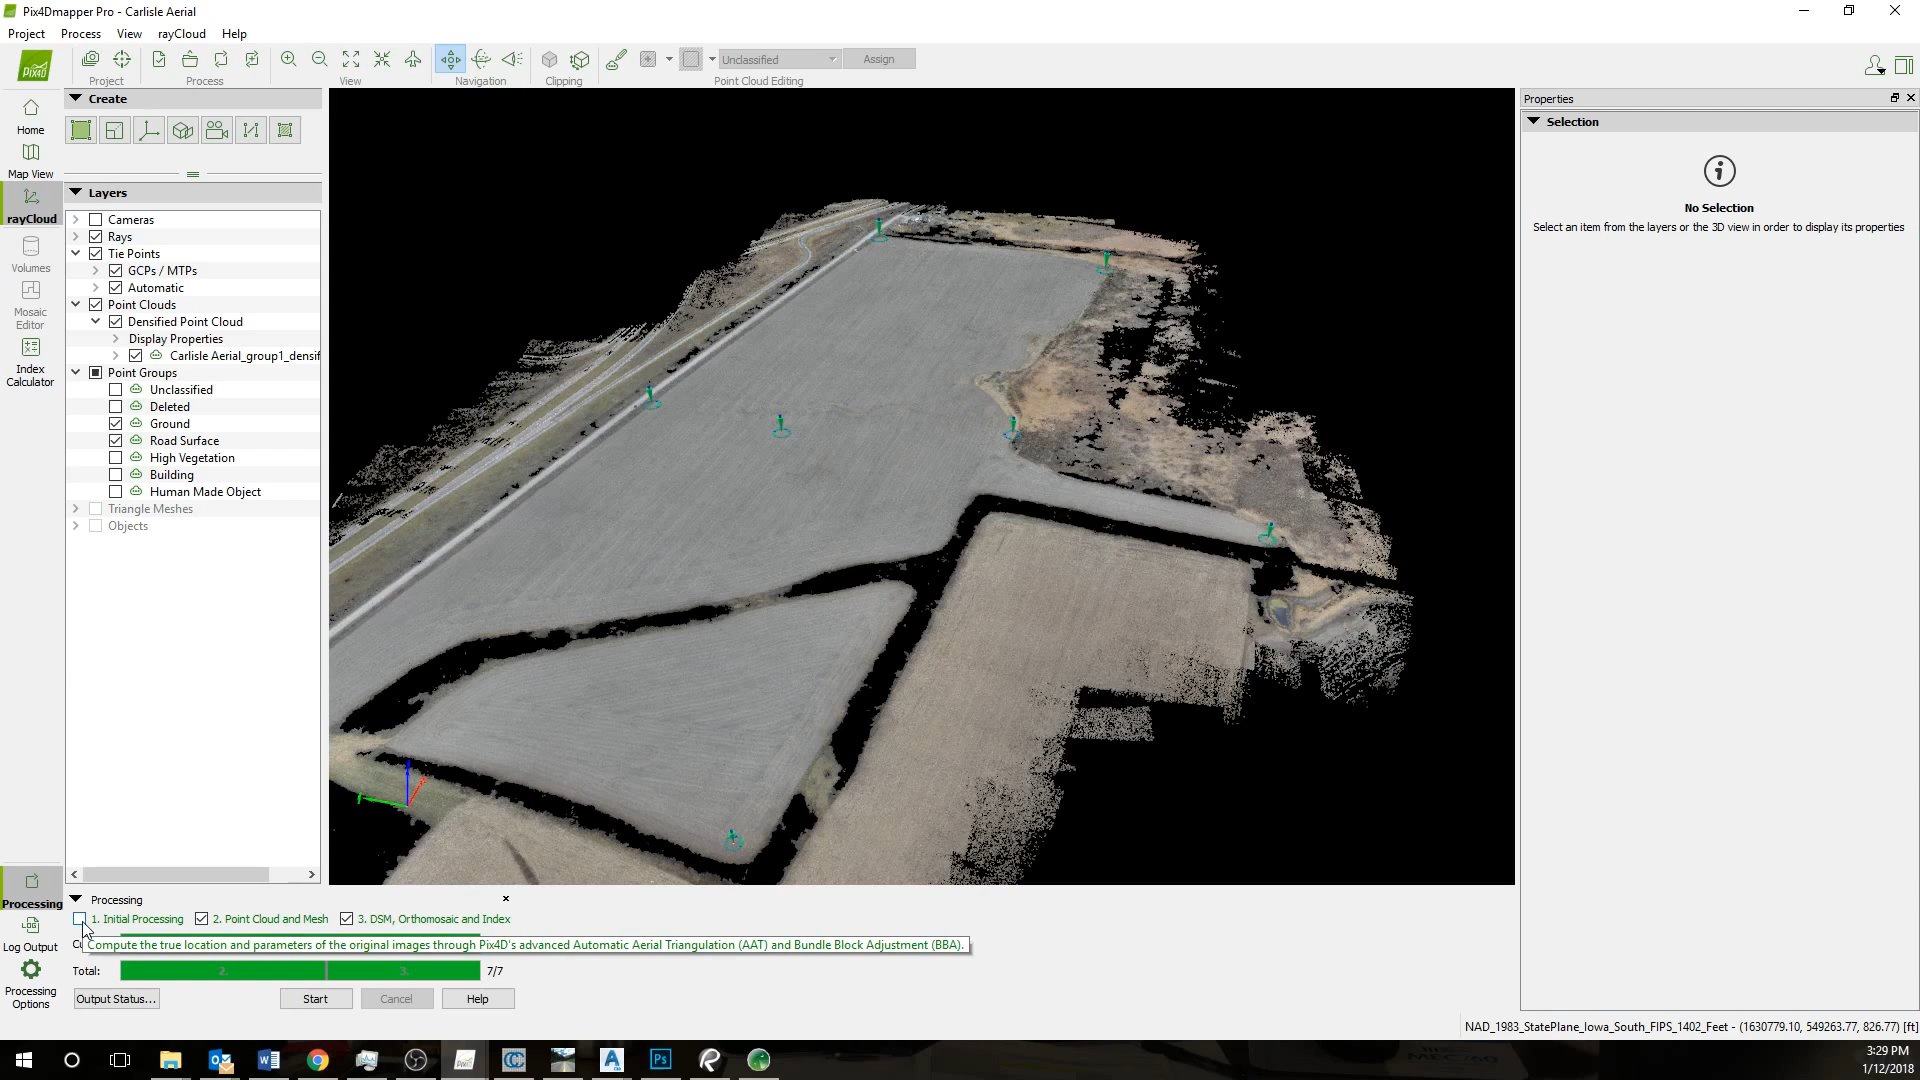 Pix4Dmapper Pro - Carlisle Aerial
Project Process View rayCloud Help
PIX4D
Project Process View Navigation Clipping Point Cloud Editing
Unclassified Assign
Home
Map View
rayCloud
Volumes
Mosaic
Editor
Index
Calculator
Create
Layers
Cameras
Rays
Tie Points
GCPs / MTPs
Automatic
Point Clouds
Densified Point Cloud
Display Properties
Carlisle Aerial_group1_densif
Point Groups
Unclassified
Deleted
Ground
Road Surface
High Vegetation
Building
Human Made Object
Triangle Meshes
Objects
Properties
Selection
No Selection
Select an item from the layers or the 3D view in order to display its properties
Processing
Log Output
Processing
Options
Processing
1. Initial Processing 2. Point Cloud and Mesh 3. DSM, Orthomosaic and Index
Cu
Compute the true location and parameters of the original images through Pix4D's advanced Automatic Aerial Triangulation (AAT) and Bundle Block Adjustment (BBA).
Total: 2. 3. 7/7
Output Status... Start Cancel Help
NAD_1983_StatePlane_Iowa_South_FIPS_1402_Feet - (1630779.10, 549263.77, 826.77) [ft]
3:29 PM
1/12/2018